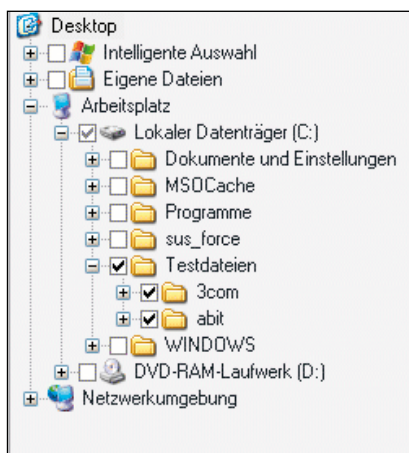 Desktop
Intelligente Auswahl
Eigene Dateien
Arbeitsplatz
Lokaler Datenträger (C:)
Dokumente und Einstellungen
MSOCache
Programme
sus_force
Testdateien
3com
abit
WINDOWS
DVD-RAM-Laufwerk (D:)
Netzwerkumgebung